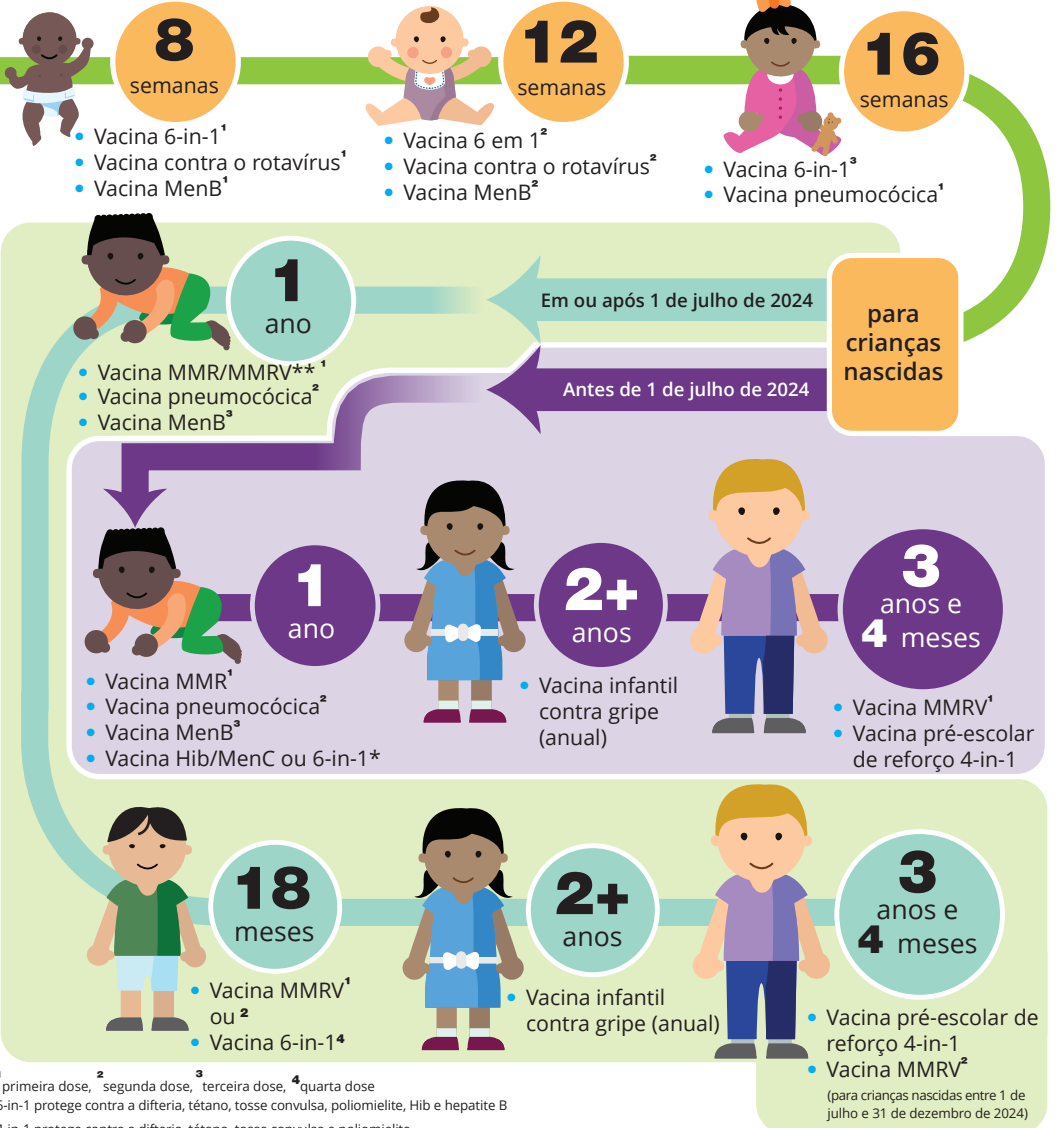 8
semanas
• Vacina 6-in-1¹
• Vacina contra o rotavírus¹
• Vacina MenB¹
12
semanas
• Vacina 6 em 1²
• Vacina contra o rotavírus²
• Vacina MenB²
16
semanas
• Vacina 6-in-1³
• Vacina pneumocócica¹
para
crianças
nascidas
Em ou após 1 de julho de 2024
Antes de 1 de julho de 2024
1
ano
• Vacina MMR/MMRV** ¹
• Vacina pneumocócica²
• Vacina MenB³
1
ano
• Vacina MMR¹
• Vacina pneumocócica²
• Vacina MenB³
• Vacina Hib/MenC ou 6-in-1*
2+
anos
• Vacina infantil
contra gripe
(anual)
3
anos e
4 meses
• Vacina MMRV¹
• Vacina pré-escolar
de reforço 4-in-1
18
meses
• Vacina MMRV¹
ou ²
• Vacina 6-in-1⁴
2+
anos
• Vacina infantil
contra gripe (anual)
3
anos e
4 meses
• Vacina pré-escolar de
reforço 4-in-1
• Vacina MMRV²
(para crianças nascidas entre 1 de
julho e 31 de dezembro de 2024)
primeira dose, ²segunda dose, ³terceira dose, ⁴quarta dose
6-in-1 protege contra a difteria, tétano, tosse convulsa, poliomielite, Hib e hepatite B